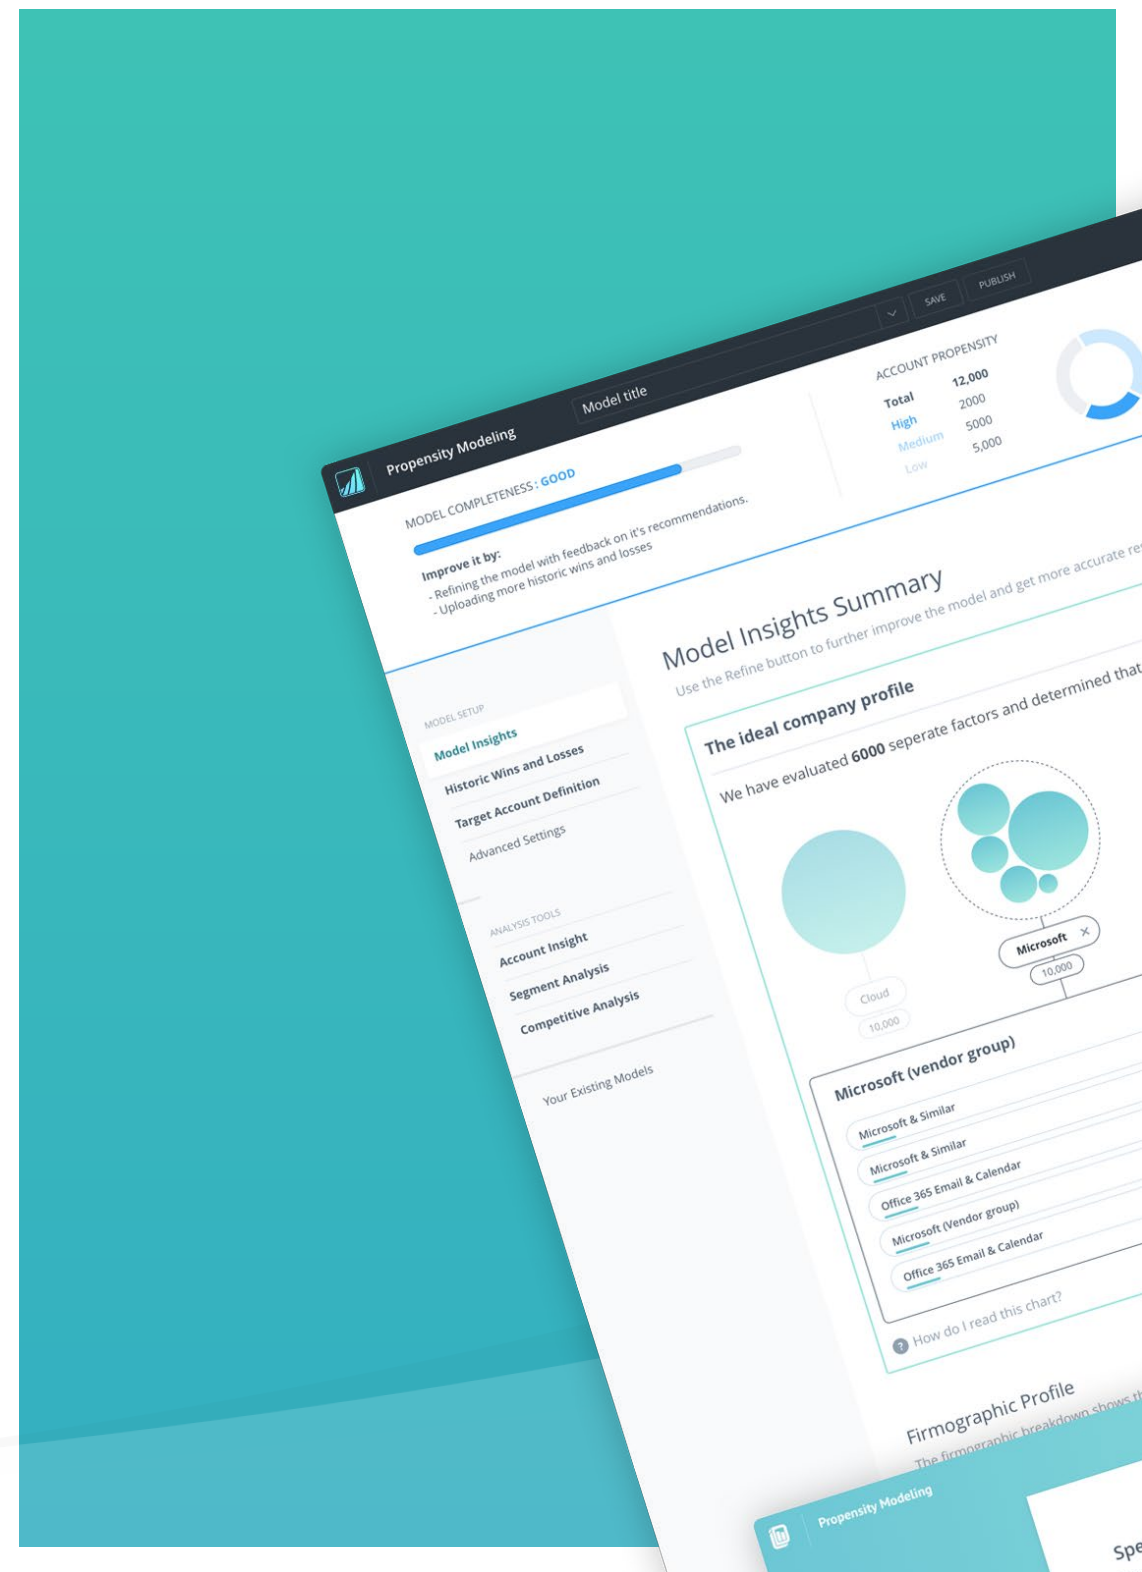 Propensity Modeling
Model title
SAVE
PUBLISH
MODEL COMPLETENESS: GOOD
Improve it by:
- Refining the model with feedback on it's recommendations.
- Uploading more historic wins and losses
ACCOUNT PROPENSITY
Total 12,000
High 2000
Medium 5000
Low 5,000
MODEL SETUP
Model Insights
Historic Wins and Losses
Target Account Definition
Advanced Settings
ANALYSIS TOOLS
Account Insight
Segment Analysis
Competitive Analysis
Your Existing Models
Model Insights Summary
Use the Refine button to further improve the model and get more accurate
The ideal company profile
We have evaluated 6000 seperate factors and determined that
Cloud
10,000
Microsoft ×
10,000
Microsoft (vendor group)
Microsoft & Similar
Microsoft & Similar
Office 365 Email & Calendar
Microsoft (Vendor group)
Office 365 Email & Calendar
? How do I read this chart?
Firmographic Profile
The firmographic breakdown shows
Propensity Modeling
Spe